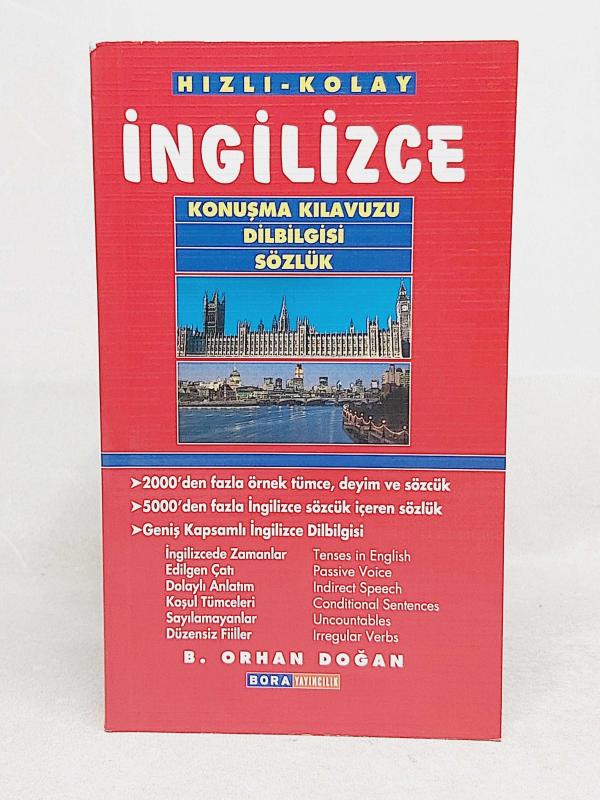 HIZLI-KOLAY
İNGİLİZCE
KONUŞMA KILAVUZU
DİLBİLGİSİ
SÖZLÜK
➤2000'den fazla örnek tümce, deyim ve sözcük
➤5000'den fazla İngilizce sözcük içeren sözlük
➤Geniş Kapsamlı İngilizce Dilbilgisi
İngilizcede Zamanlar Tenses in English
Edilgen Çatı Passive Voice
Dolaylı Anlatım Indirect Speech
Koşul Tümceleri Conditional Sentences
Sayılamayanlar Uncountables
Düzensiz Fiiller Irregular Verbs
B. ORHAN DOĞAN
BORA YAYINCILIK